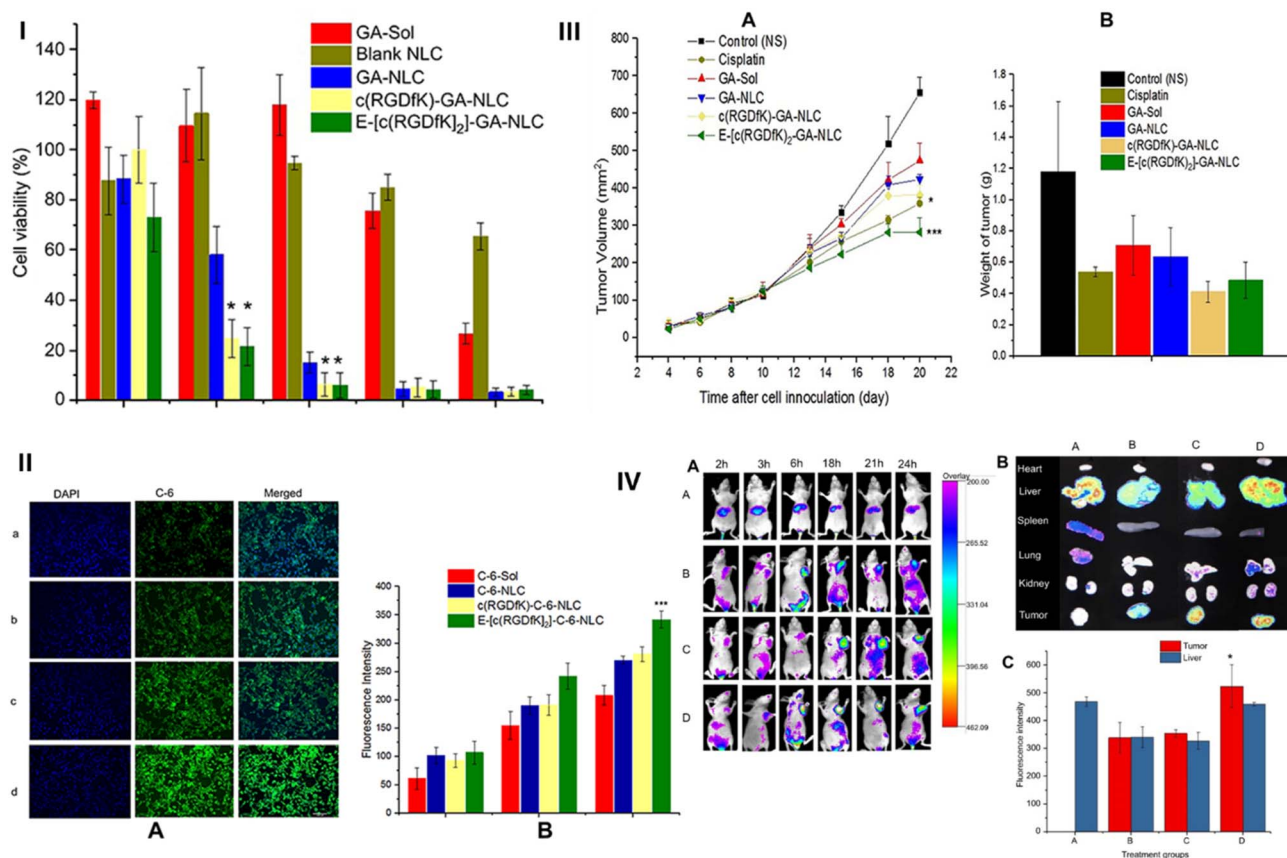 I
GA-Sol
Blank NLC
GA-NLC
c(RGDfK)-GA-NLC
E-[c(RGDfK]₂]-GA-NLC
Cell viability (%)
140
120
100
80
60
40
20
0
* *
**
III
A
Control (NS)
Cisplatin
GA-Sol
GA-NLC
c(RGDfK)-GA-NLC
E-[c(RGDfK)₂-GA-NLC
Tumor Volume (mm²)
800
700
600
500
400
300
200
100
0
*
***
2 4 6 8 10 12 14 16 18 20 22
Time after cell innoculation (day)
B
Control (NS)
Cisplatin
GA-Sol
GA-NLC
c(RGDfK)-GA-NLC
E-[c(RGDfK)₂]-GA-NLC
Weight of tumor (g)
1.8
1.6
1.4
1.2
1.0
0.8
0.6
0.4
0.2
0.0
II
DAPI C-6 Merged
a
b
c
d
A
C-6-Sol
C-6-NLC
c(RGDfK)-C-6-NLC
E-[c(RGDfK]₂]-C-6-NLC
Fluorescence Intensity
400
350
300
250
200
150
100
50
0
***
B
IV
A
2h 3h 6h 18h 21h 24h
A
B
C
D
Overlay
200.00
265.52
331.04
396.56
462.09
B
A B C D
Heart
Liver
Spleen
Lung
Kidney
Tumor
C
Tumor
Liver
Fluorescence intensity
600
500
400
300
200
100
0
*
A B C D
Treatment groups